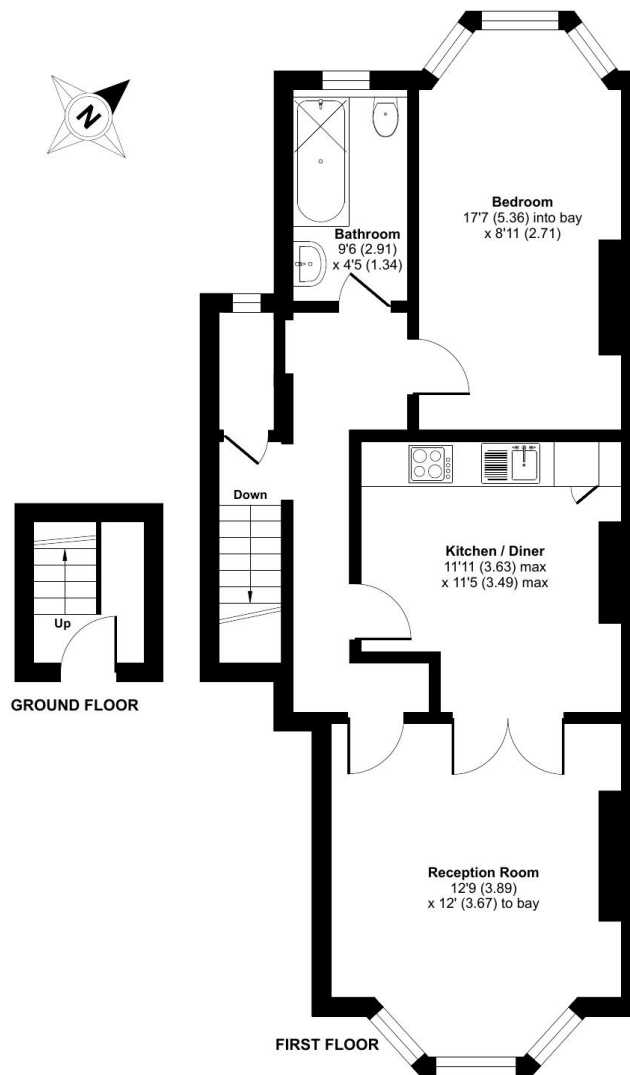 N
Bedroom
17'7 (5.36) into bay
x 8'11 (2.71)
Bathroom
9'6 (2.91)
x 4'5 (1.34)
Down
Kitchen / Diner
11'11 (3.63) max
x 11'5 (3.49) max
Up
GROUND FLOOR
Reception Room
12'9 (3.89)
x 12' (3.67) to bay
FIRST FLOOR